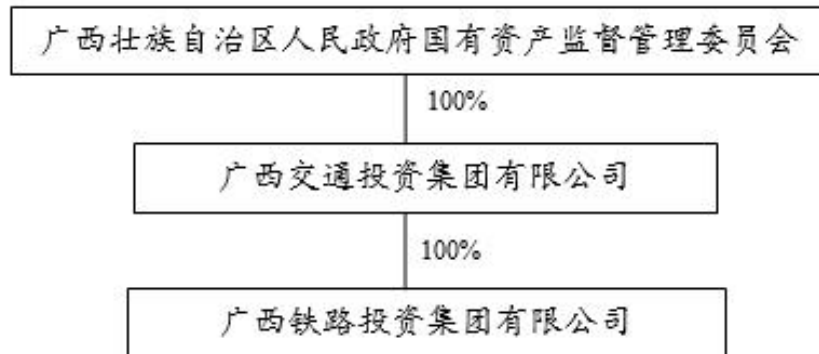 广西壮族自治区人民政府国有资产监督管理委员会
100%
广西交通投资集团有限公司
100%
广西铁路投资集团有限公司